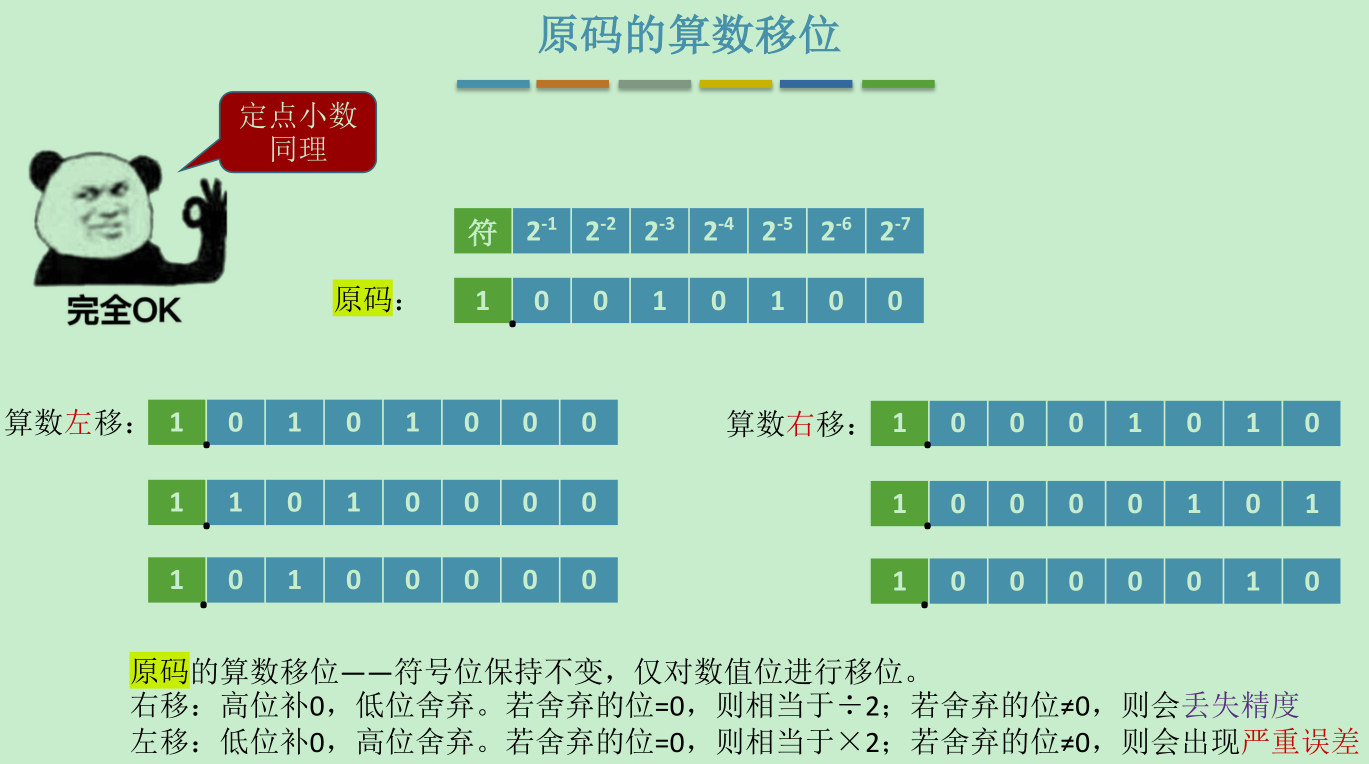 原码的算数移位
定点小数
同理
完全OK
符 2-1 2-2 2-3 2-4 2-5 2-6 2-7
原码： 1 0 0 1 0 1 0 0
算数左移： 1 0 1 0 1 0 0 0
1 1 0 1 0 0 0 0
1 0 1 0 0 0 0 0
算数右移： 1 0 0 0 1 0 1 0
1 0 0 0 0 1 0 1
1 0 0 0 0 0 1 0
原码的算数移位——符号位保持不变，仅对数值位进行移位。
右移：高位补0，低位舍弃。若舍弃的位=0，则相当于÷2；若舍弃的位≠0，则会丢失精度
左移：低位补0，高位舍弃。若舍弃的位=0，则相当于×2；若舍弃的位≠0，则会出现严重误差